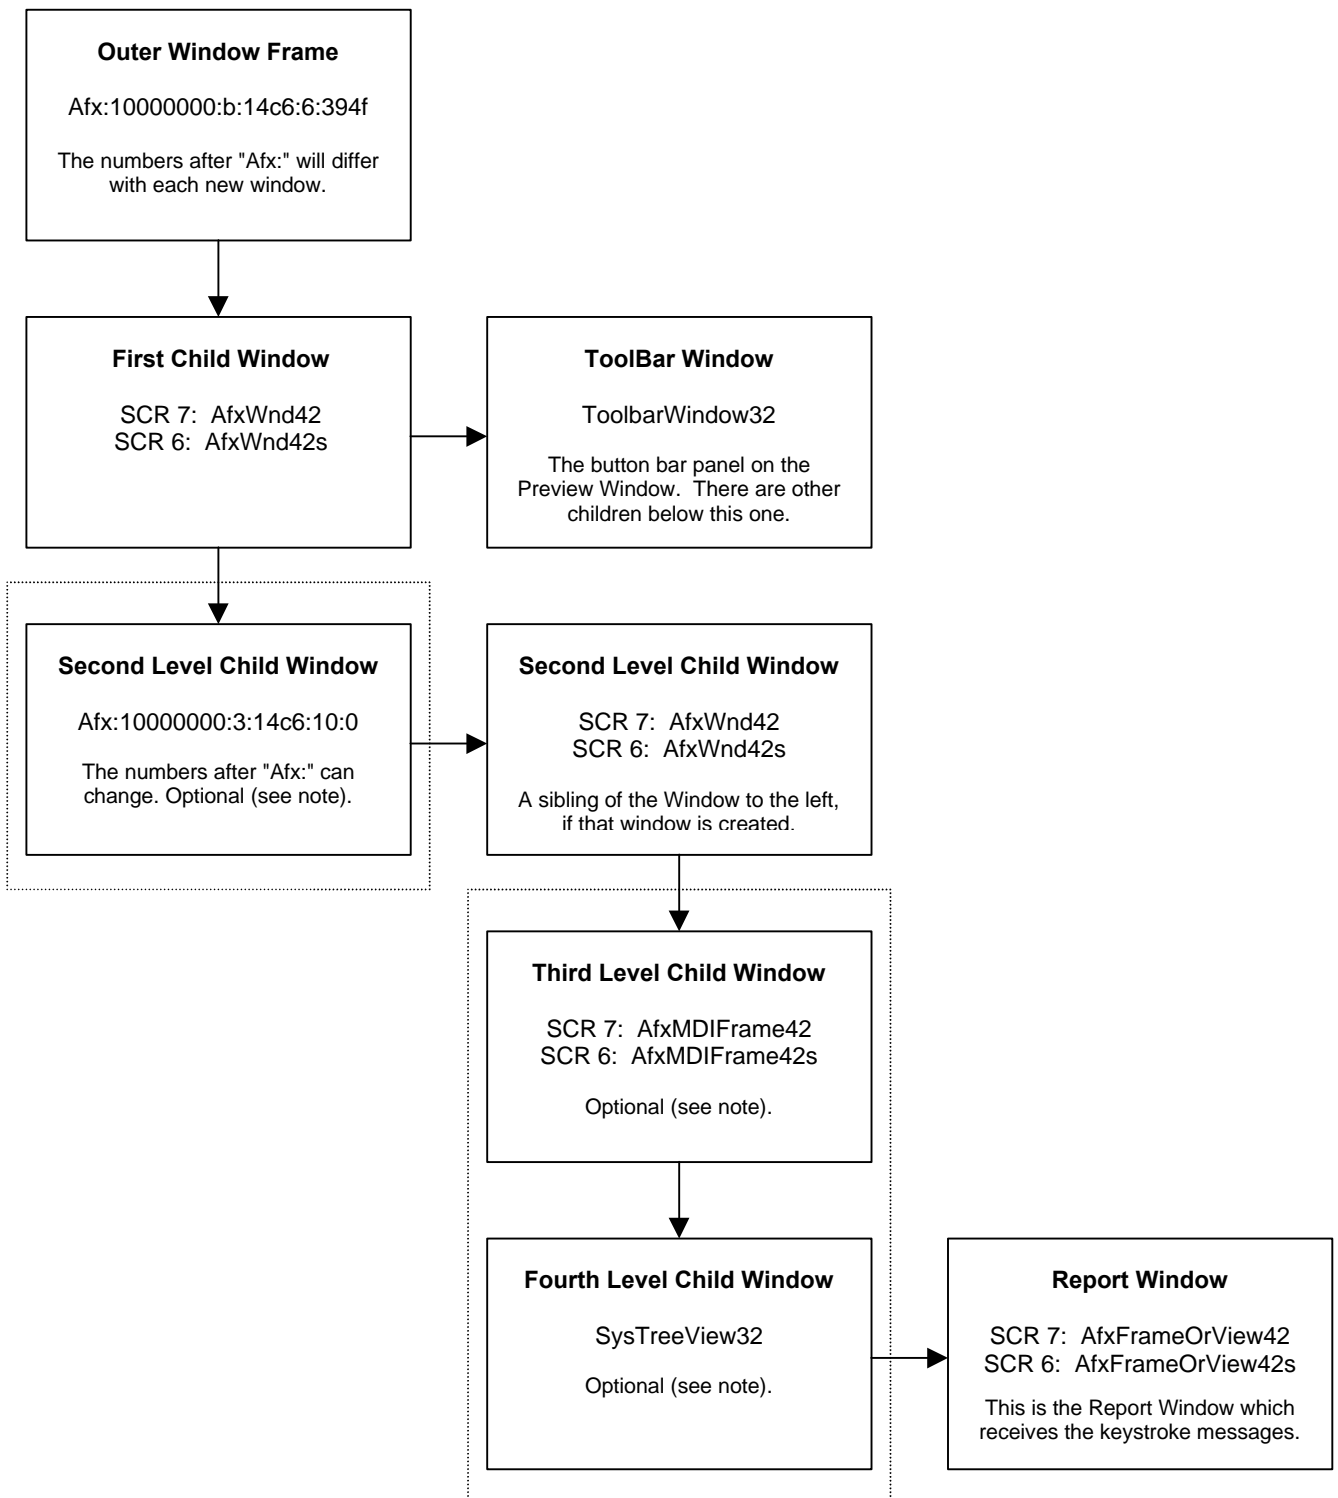 Outer Window Frame
Afx:10000000:b:14c6:6:394f
The numbers after "Afx:" will differ
with each new window.
First Child Window
SCR 7:  AfxWnd42
SCR 6:  AfxWnd42s
ToolBar Window
ToolbarWindow32
The button bar panel on the
Preview Window.  There are other
children below this one.
Second Level Child Window
Afx:10000000:3:14c6:10:0
The numbers after "Afx:" can
change. Optional (see note).
Second Level Child Window
SCR 7:  AfxWnd42
SCR 6:  AfxWnd42s
A sibling of the Window to the left,
if that window is created.
Third Level Child Window
SCR 7:  AfxMDIFrame42
SCR 6:  AfxMDIFrame42s
Optional (see note).
Fourth Level Child Window
SysTreeView32
Optional (see note).
Report Window
SCR 7:  AfxFrameOrView42
SCR 6:  AfxFrameOrView42s
This is the Report Window which
receives the keystroke messages.